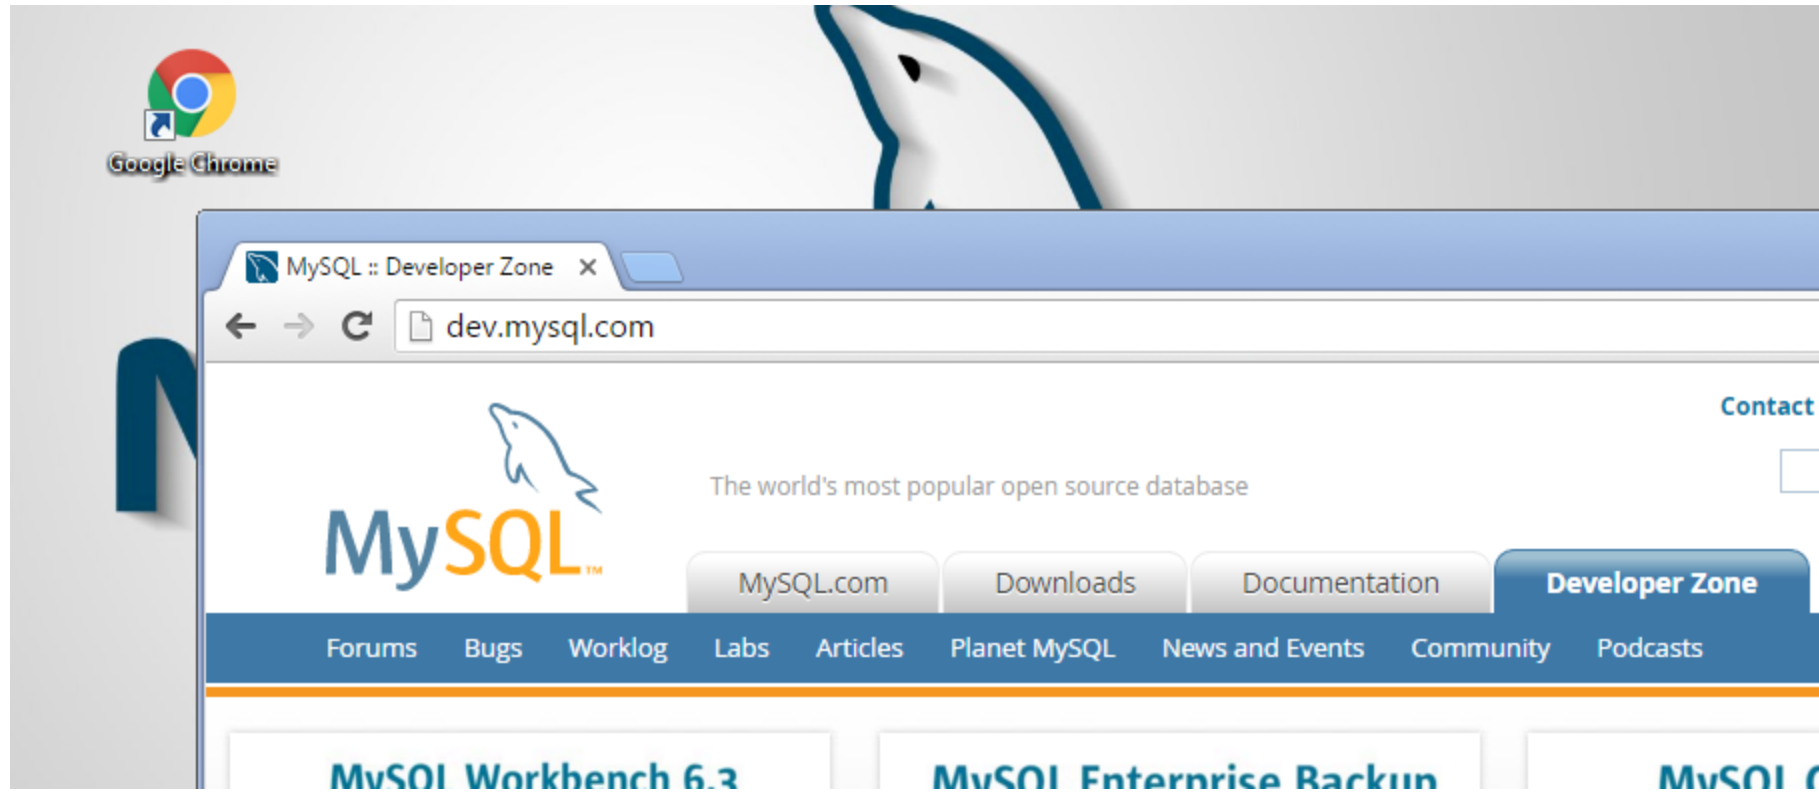 Google Chrome
MySQL :: Developer Zone
dev.mysql.com
Contact
The world's most popular open source database
MySQL™
MySQL.com Downloads Documentation Developer Zone
Forums Bugs Worklog Labs Articles Planet MySQL News and Events Community Podcasts
MySQL Workbench 6.3 MySQL Enterprise Backup MySQL